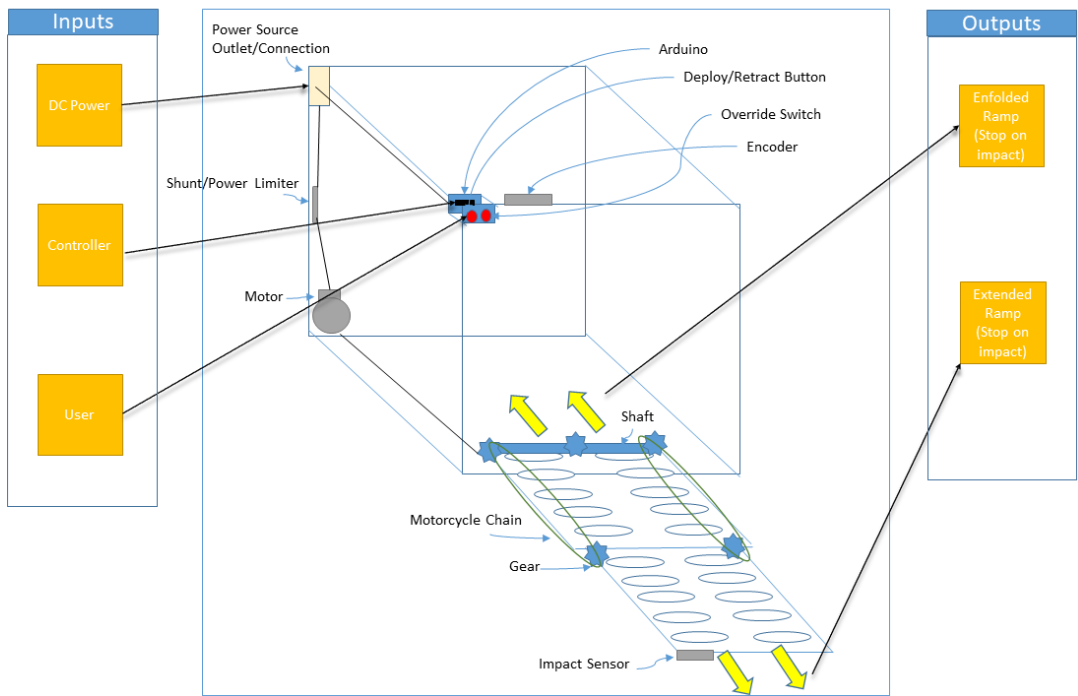 Inputs
DC Power
Controller
User
Power Source
Outlet/Connection
Arduino
Deploy/Retract Button
Override Switch
Encoder
Shunt/Power Limiter
Motor
Shaft
Motorcycle Chain
Gear
Impact Sensor
Outputs
Enfolded
Ramp
(Stop on
impact)
Extended
Ramp
(Stop on
impact)